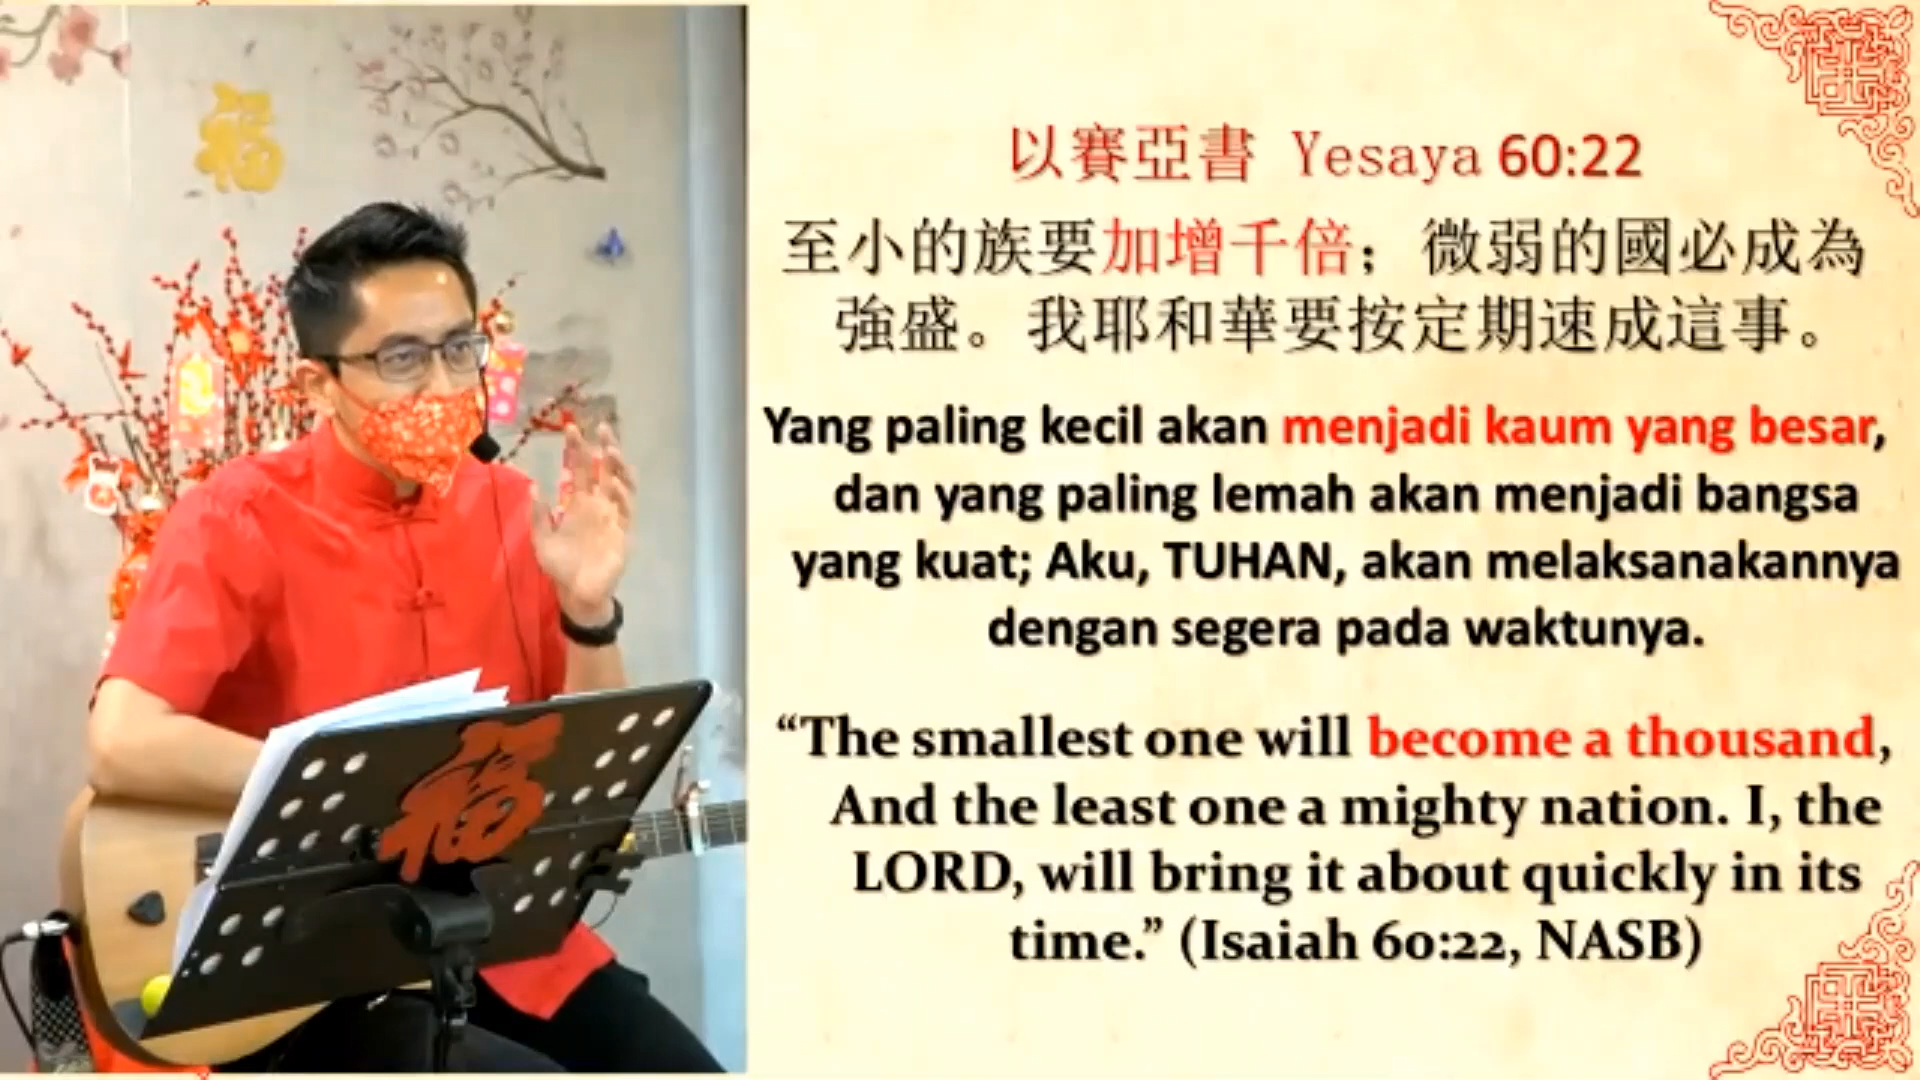 福
福
以賽亞書 Yesaya 60:22
至小的族要加增千倍；微弱的國必成為
強盛。我耶和華要按定期速成這事。
Yang paling kecil akan menjadi kaum yang besar,
dan yang paling lemah akan menjadi bangsa
yang kuat; Aku, TUHAN, akan melaksanakannya
dengan segera pada waktunya.
“The smallest one will become a thousand,
And the least one a mighty nation. I, the
LORD, will bring it about quickly in its
time.” (Isaiah 60:22, NASB)